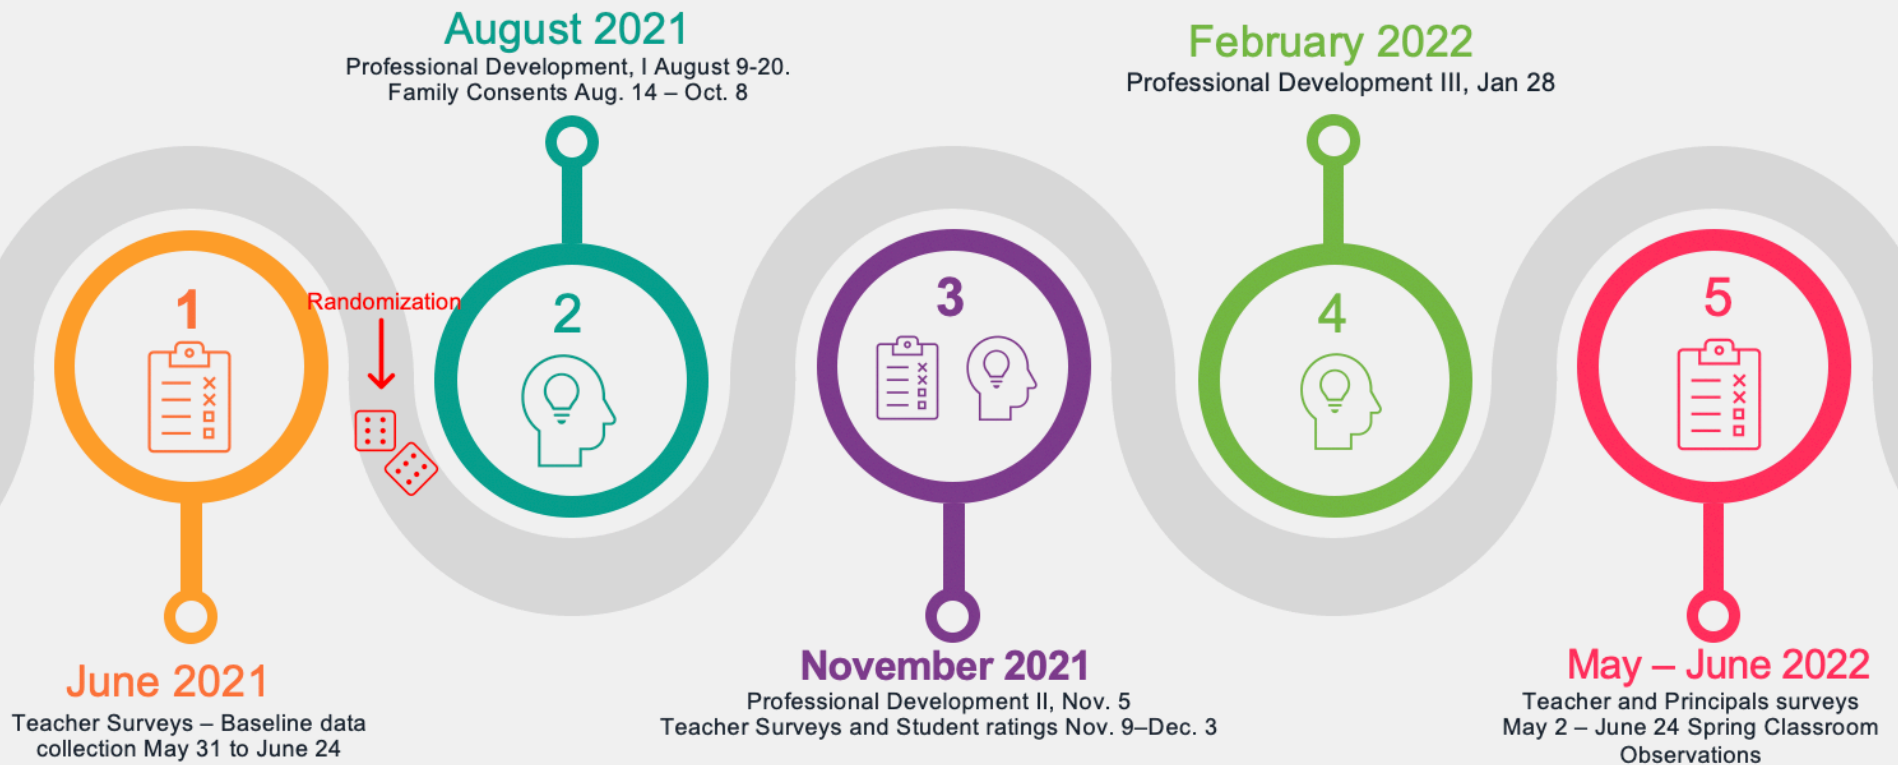 August 2021
Professional Development, I August 9-20.
Family Consents Aug. 14 – Oct. 8
February 2022
Professional Development III, Jan 28
1
Randomization
2
3
4
5
June 2021
Teacher Surveys – Baseline data
collection May 31 to June 24
November 2021
Professional Development II, Nov. 5
Teacher Surveys and Student ratings Nov. 9–Dec. 3
May – June 2022
Teacher and Principals surveys
May 2 – June 24 Spring Classroom
Observations